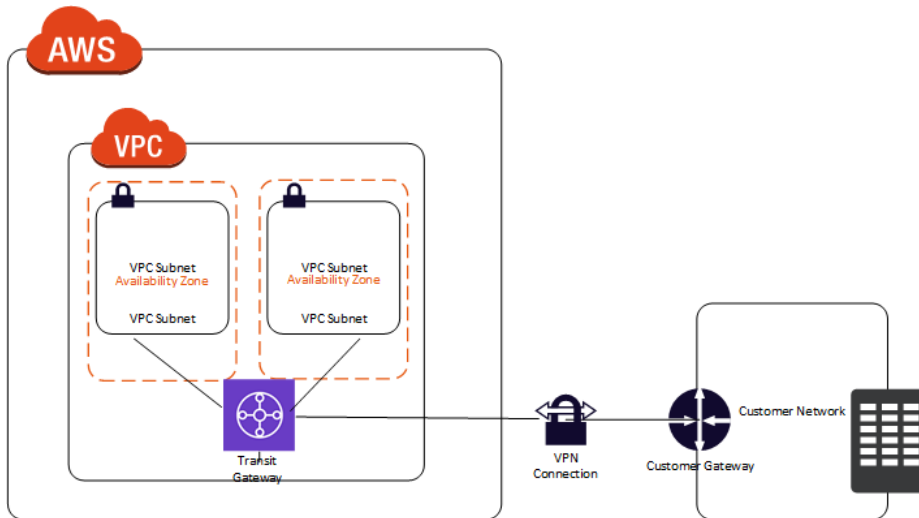 AWS
VPC
VPC Subnet
Availability Zone
VPC Subnet
VPC Subnet
Availability Zone
VPC Subnet
Transit
Gateway
VPN
Connection
Customer Gateway
Customer Network